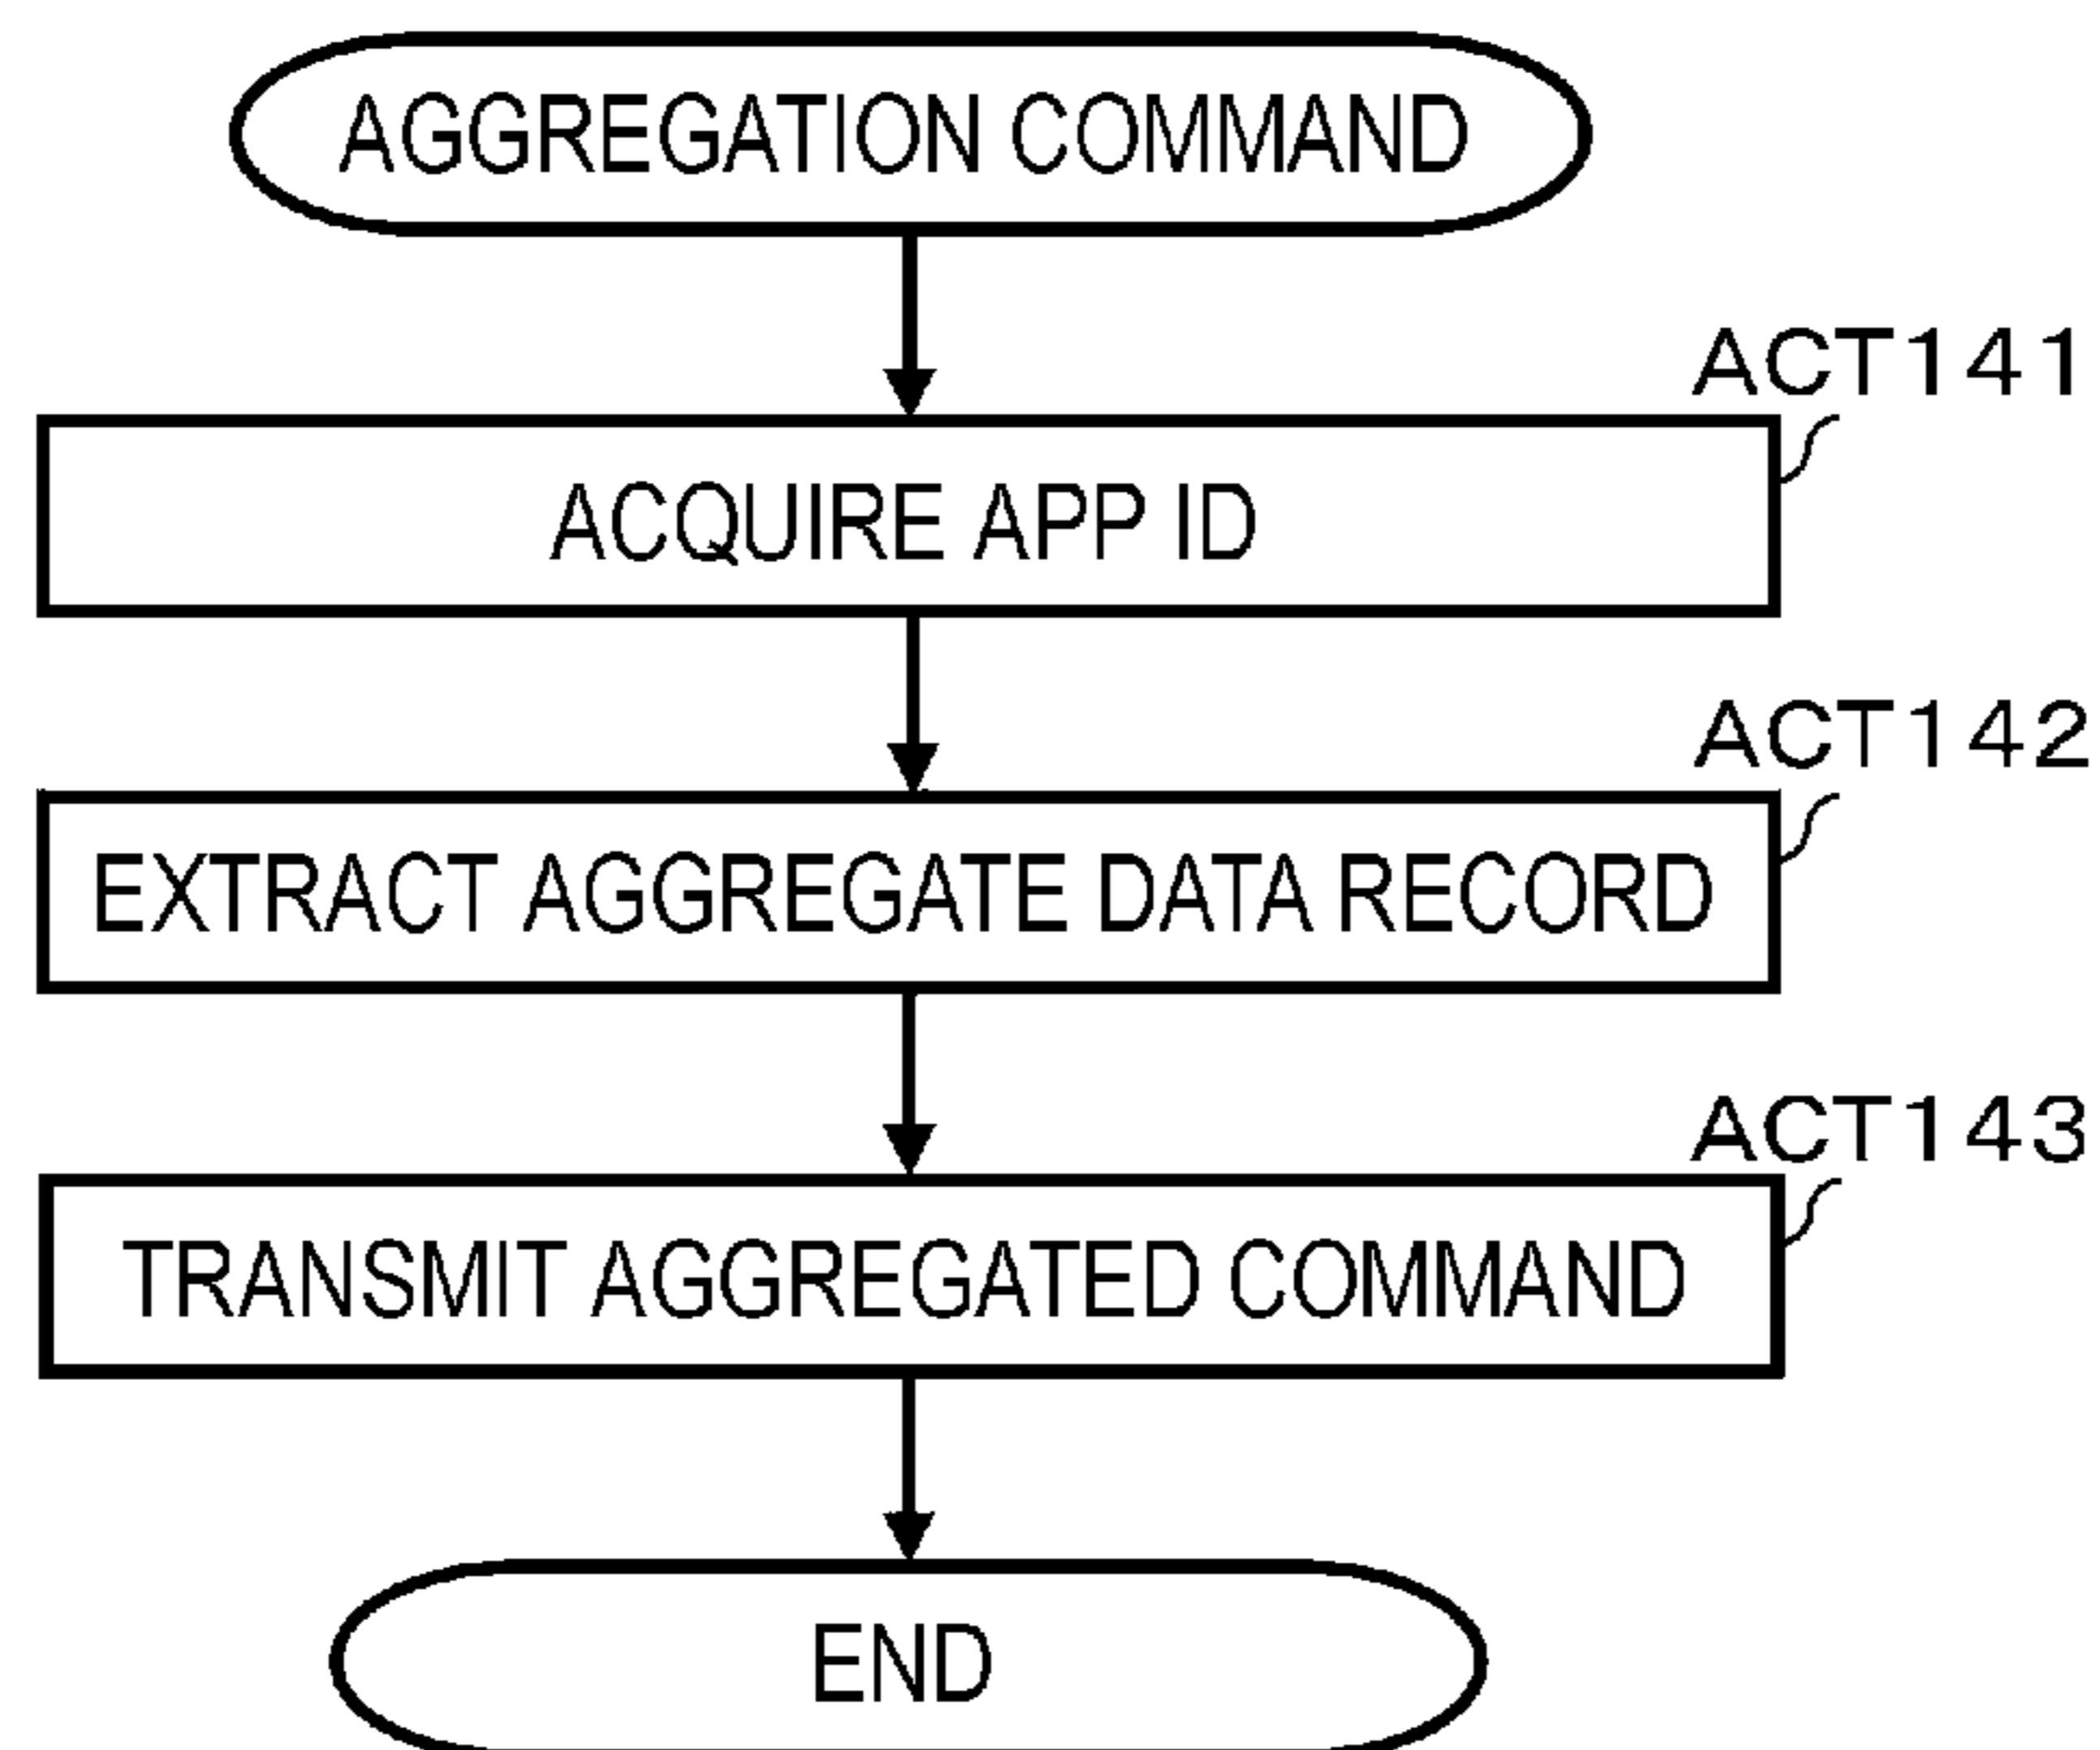 AGGREGATION COMMAND
ACT141
ACQUIRE APP ID
ACT142
EXTRACT AGGREGATE DATA RECORD
ACT143
TRANSMIT AGGREGATED COMMAND
END